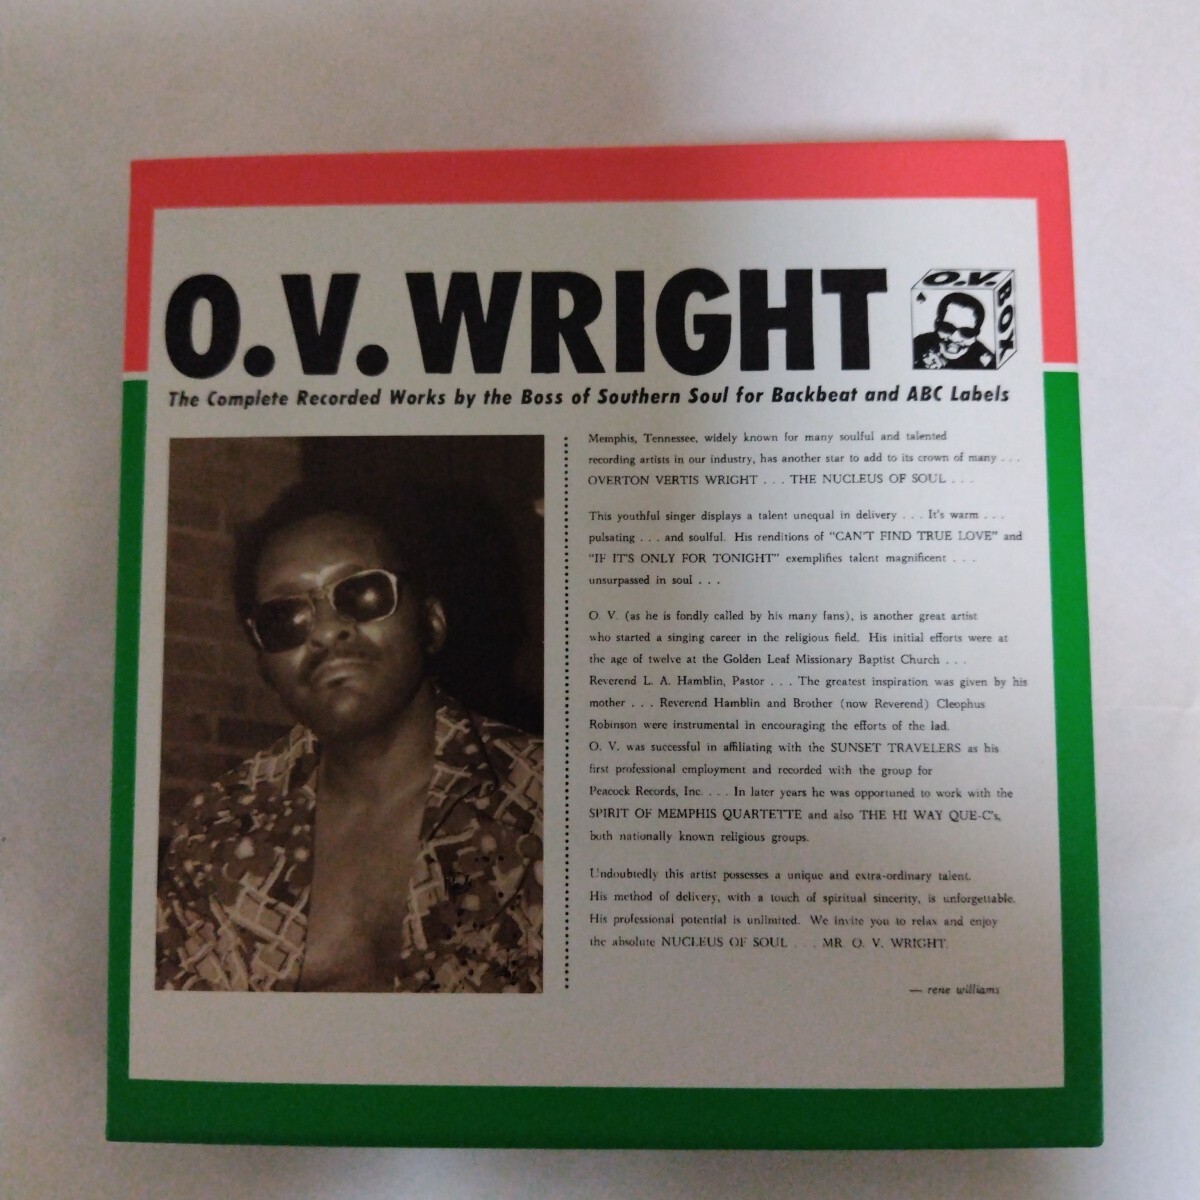 O.V. WRIGHT
O.V. BOX
The Complete Recorded Works by the Boss of Southern Soul for Backbeat and ABC Labels
Memphis, Tennessee, widely known for many soulful and talented
recording artists in our industry, has another star to add to its crown of many . . .
OVERTON VERTIS WRIGHT . . . THE NUCLEUS OF SOUL . . .
This youthful singer displays a talent unequal in delivery . . . It's warm . . .
pulsating . . . and soulful. His renditions of "CAN'T FIND TRUE LOVE" and
"IF IT'S ONLY FOR TONIGHT" exemplifies talent magnificent . . .
unsurpassed in soul . . .
O. V. (as he is fondly called by his many fans), is another great artist
who started a singing career in the religious field. His initial efforts were at
the age of twelve at the Golden Leaf Missionary Baptist Church . . .
Reverend L. A. Hamblin, Pastor . . . The greatest inspiration was given by his
mother . . . Reverend Hamblin and Brother (now Reverend) Cleophus
Robinson were instrumental in encouraging the efforts of the lad.
O. V. was successful in affiliating with the SUNSET TRAVELERS as his
first professional employment and recorded with the group for
Peacock Records, Inc. . . . In later years he was opportuned to work with the
SPIRIT OF MEMPHIS QUARTETTE and also THE HI WAY QUE-C's,
both nationally known religious groups.
Undoubtedly this artist possesses a unique and extra-ordinary talent.
His method of delivery, with a touch of spiritual sincerity, is unforgettable.
His professional potential is unlimited. We invite you to relax and enjoy
the absolute NUCLEUS OF SOUL . . . MR. O. V. WRIGHT.
— rene williams